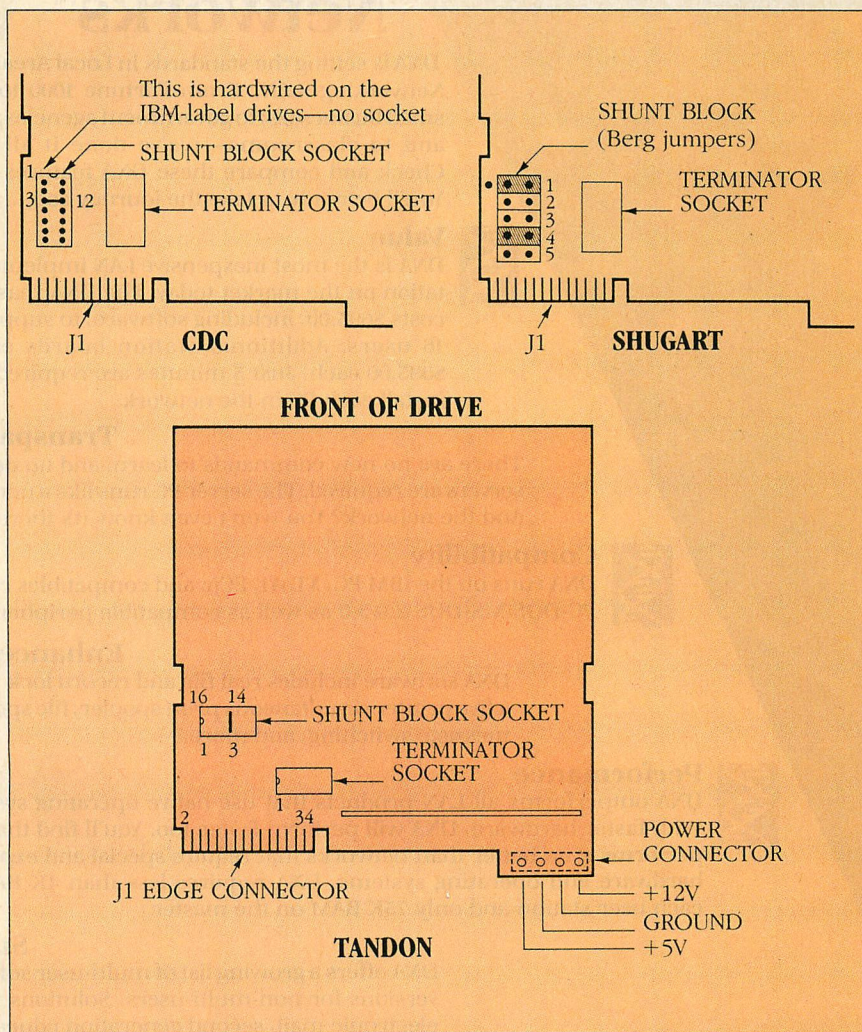 This is hardwired on the
IBM-label drives—no socket
SHUNT BLOCK SOCKET
1
3
12
TERMINATOR SOCKET
J1
CDC
SHUNT BLOCK
(Berg jumpers)
1
2
3
4
5
TERMINATOR
SOCKET
J1
SHUGART
FRONT OF DRIVE
16 14
SHUNT BLOCK SOCKET
1 3
TERMINATOR
SOCKET
1
2
34
J1 EDGE CONNECTOR
POWER
CONNECTOR
+12V
GROUND
+5V
TANDON